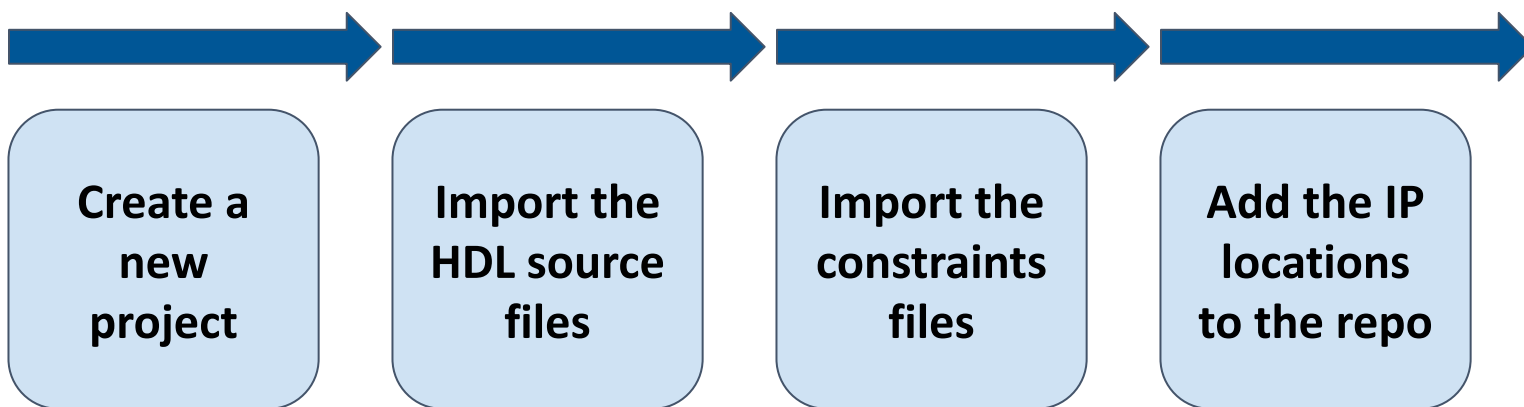 Create a
new
project
Import the
HDL source
files
Import the
constraints
files
Add the IP
locations
to the repo